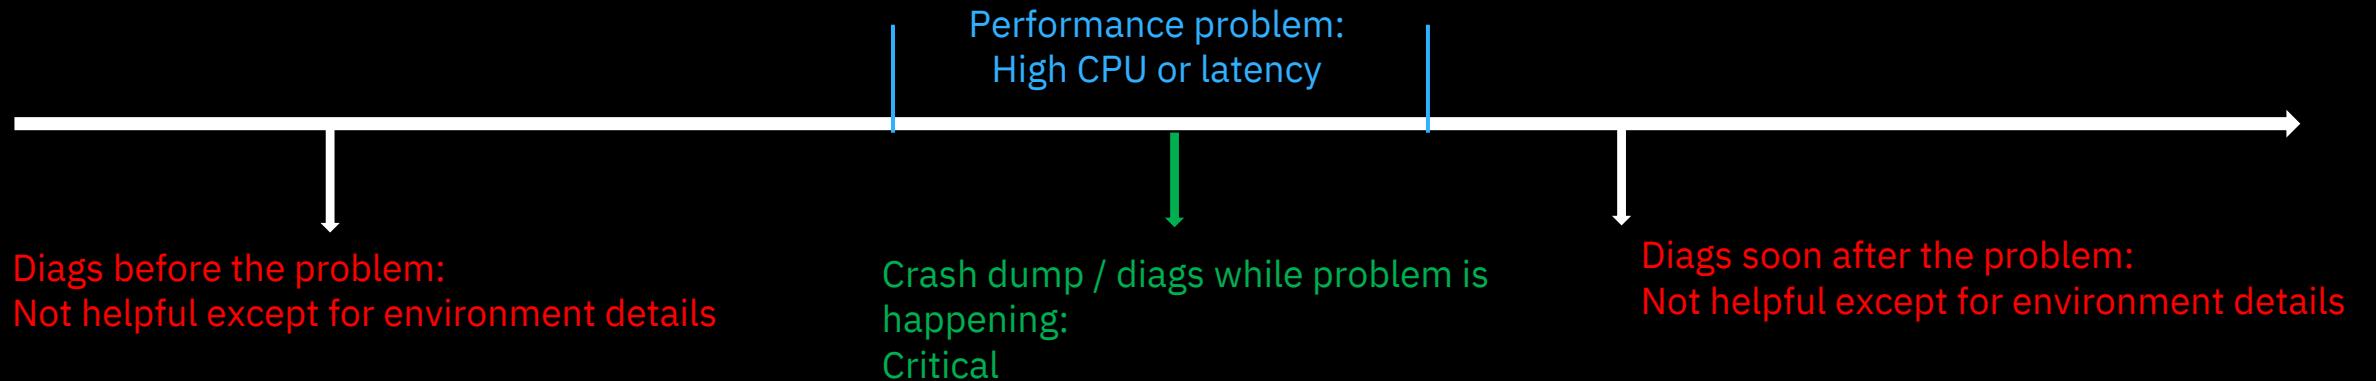 Performance problem:
High CPU or latency
Diags before the problem:
Not helpful except for environment details
Crash dump / diags while problem is
happening:
Critical
Diags soon after the problem:
Not helpful except for environment details